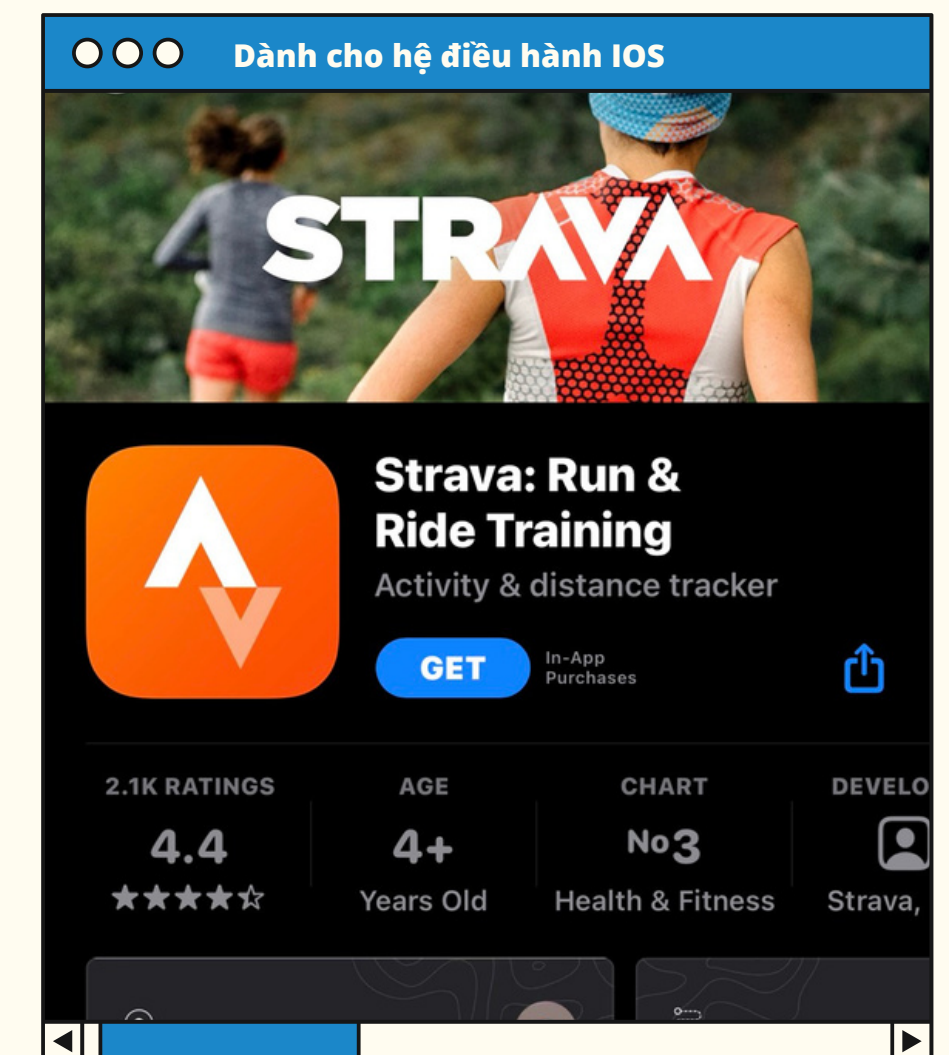 Dành cho hệ điều hành IOS
STRAVA
Strava: Run &
Ride Training
Activity & distance tracker
GET
In-App
Purchases
2.1K RATINGS
4.4
AGE
4+
Years Old
CHART
No3
Health & Fitness
DEVELO
Strava,